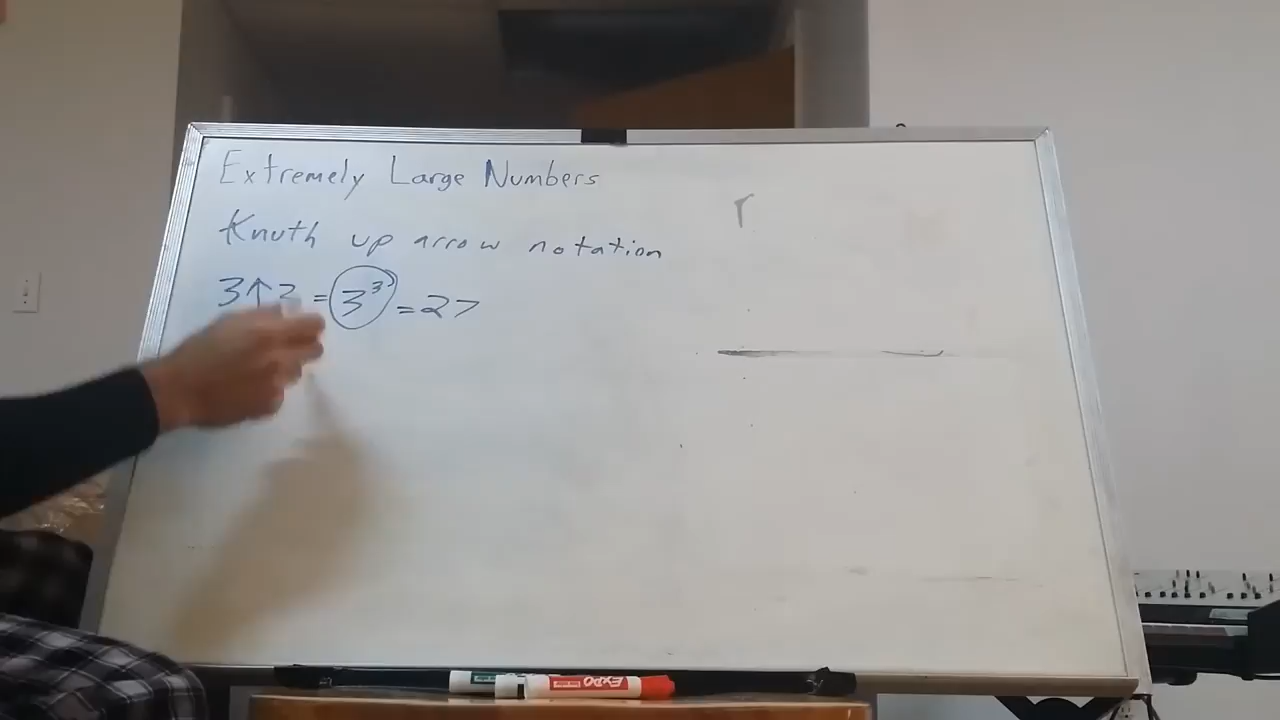 Extremely Large Numbers
Knuth up arrow notation
3↑3 = 3³ = 27
EXPO